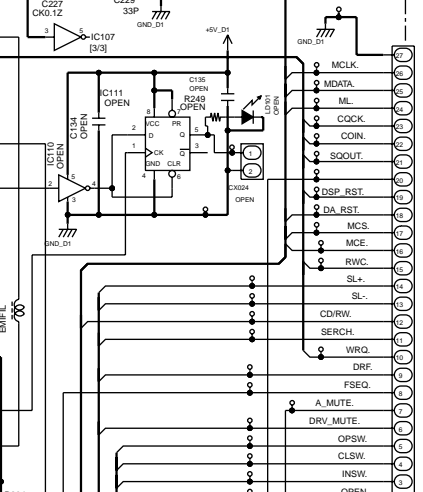 C227
CK0.1Z
C229
33P
GND_D1
3
5
IC107
[3/3]
+5V_D1
GND_D1
27
MCLK.
26
MDATA.
25
ML.
24
CQCK.
23
COIN.
22
SQOUT.
21
20
DSP_RST.
19
DA_RST.
18
MCS.
17
MCE.
16
RWC.
15
SL+.
14
SL-.
13
CD/RW.
12
SERCH.
11
WRQ.
10
DRF.
9
FSEQ.
8
A_MUTE.
7
DRV_MUTE.
6
OPSW.
5
CLSW.
4
INSW.
3
OPEN.
IC111
OPEN
C134
OPEN
IC110
OPEN
C135
OPEN
R249
OPEN
LD101
OPEN
8
7
VCC
PR
2
D
Q
5
1
CK
Q
3
GND
CLR
4
6
1
2
CX024
OPEN
2
5
4
3
GND_D1
EMIFIL